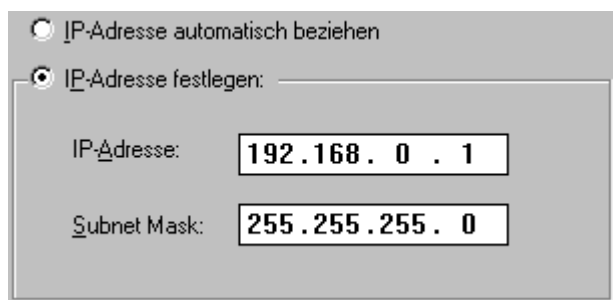 IP-Adresse automatisch beziehen
IP-Adresse festlegen:
IP-Adresse: 192.168. 0 . 1
Subnet Mask: 255.255.255. 0